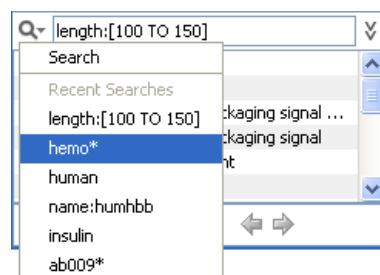 length:[100 TO 150]
Search
Recent Searches
length:[100 TO 150]
ckaging signal ...
hemo*
ckaging signal
human
nt
name:humhbb
insulin
ab009*